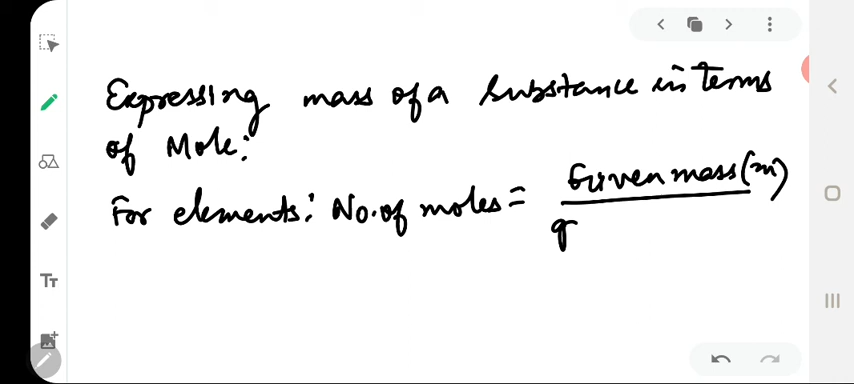 Expressing mass of a substance in terms
of Mole:
For elements: No. of moles = Given mass (m)
g